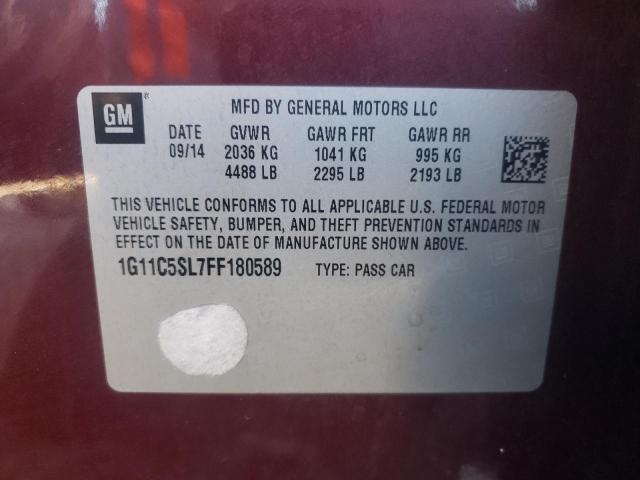 GM ®
MFD BY GENERAL MOTORS LLC
DATE GVWR GAWR FRT GAWR RR
09/14 2036 KG 1041 KG 995 KG
4488 LB 2295 LB 2193 LB
THIS VEHICLE CONFORMS TO ALL APPLICABLE U.S. FEDERAL MOTOR
VEHICLE SAFETY, BUMPER, AND THEFT PREVENTION STANDARDS IN
EFFECT ON THE DATE OF MANUFACTURE SHOWN ABOVE.
1G11C5SL7FF180589 TYPE: PASS CAR